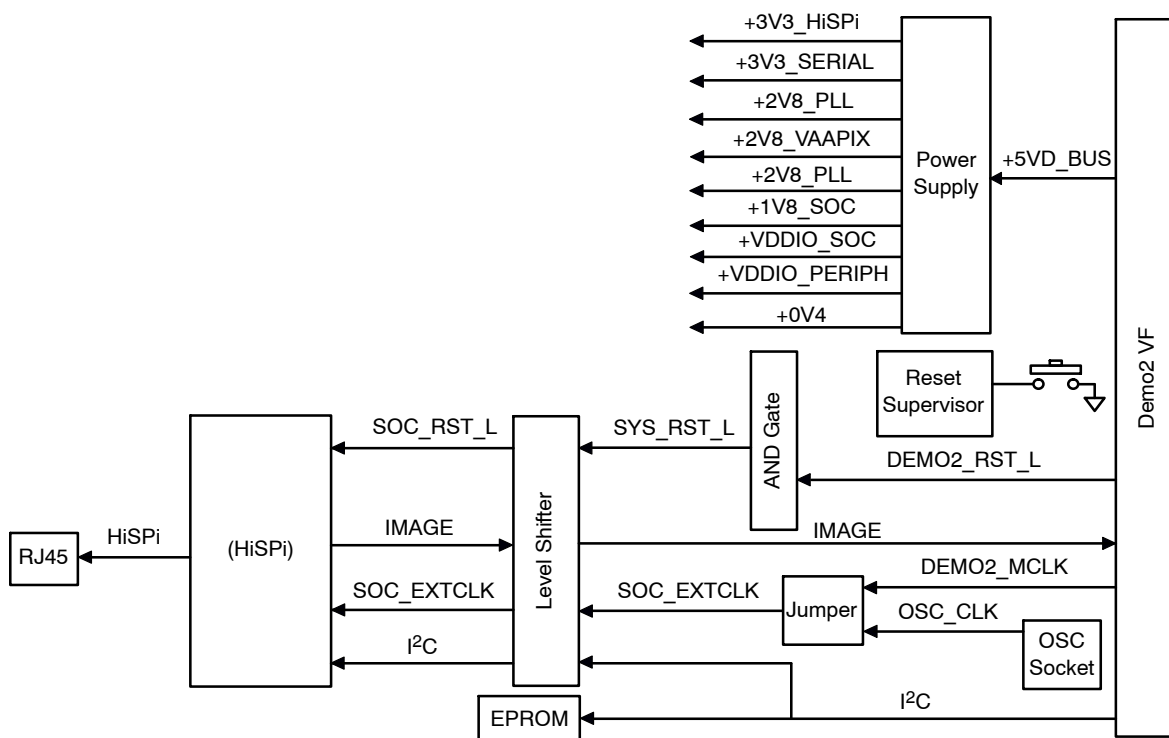 +3V3_HiSPi
+3V3_SERIAL
+2V8_PLL
+2V8_VAAPIX
+2V8_PLL
+1V8_SOC
+VDDIO_SOC
+VDDIO_PERIPH
+0V4
Power
Supply
+5VD_BUS
Demo2 VF
Reset
Supervisor
AND Gate
SOC_RST_L
SYS_RST_L
DEMO2_RST_L
Level Shifter
RJ45
HiSPi
(HiSPi)
IMAGE
IMAGE
DEMO2_MCLK
SOC_EXTCLK
SOC_EXTCLK
Jumper
OSC_CLK
OSC
Socket
I²C
EPROM
I²C